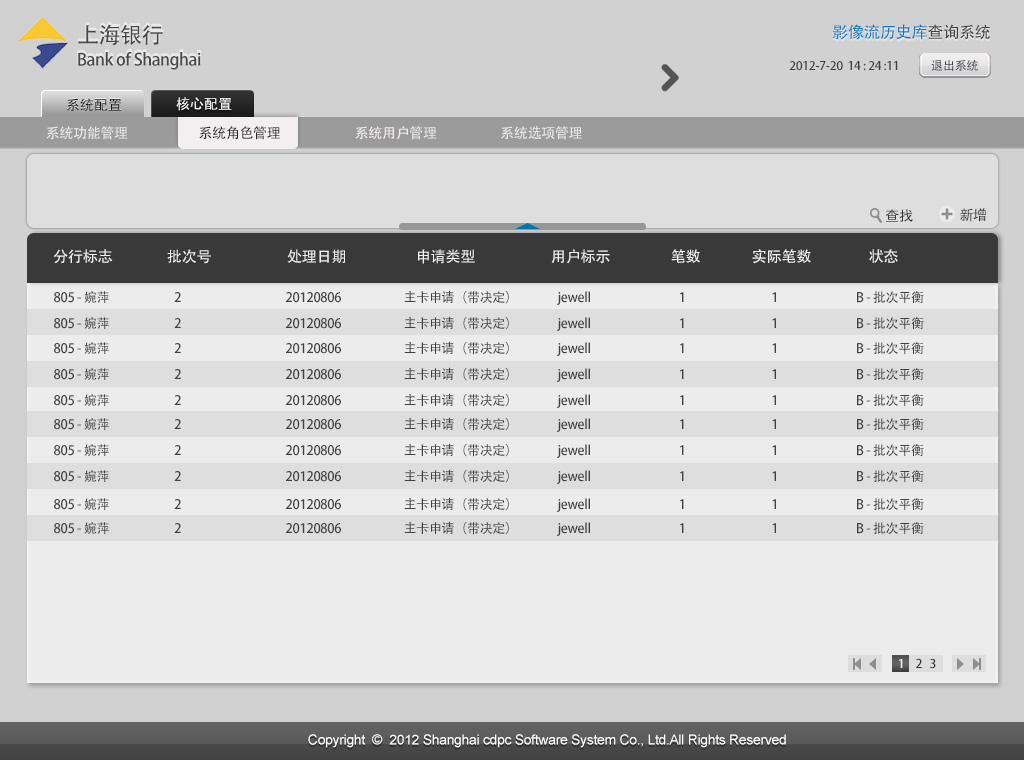 上海银行
Bank of Shanghai
影像流历史库查询系统
2012-7-20 14:24:11 退出系统
系统配置 核心配置
系统功能管理 系统角色管理 系统用户管理 系统选项管理
查找 新增
分行标志 批次号 处理日期 申请类型 用户标示 笔数 实际笔数 状态
805 - 婉萍 2 20120806 主卡申请（带决定） jewell 1 1 B - 批次平衡
805 - 婉萍 2 20120806 主卡申请（带决定） jewell 1 1 B - 批次平衡
805 - 婉萍 2 20120806 主卡申请（带决定） jewell 1 1 B - 批次平衡
805 - 婉萍 2 20120806 主卡申请（带决定） jewell 1 1 B - 批次平衡
805 - 婉萍 2 20120806 主卡申请（带决定） jewell 1 1 B - 批次平衡
805 - 婉萍 2 20120806 主卡申请（带决定） jewell 1 1 B - 批次平衡
805 - 婉萍 2 20120806 主卡申请（带决定） jewell 1 1 B - 批次平衡
805 - 婉萍 2 20120806 主卡申请（带决定） jewell 1 1 B - 批次平衡
805 - 婉萍 2 20120806 主卡申请（带决定） jewell 1 1 B - 批次平衡
805 - 婉萍 2 20120806 主卡申请（带决定） jewell 1 1 B - 批次平衡
1 2 3
Copyright © 2012 Shanghai cdpc Software System Co., Ltd.All Rights Reserved